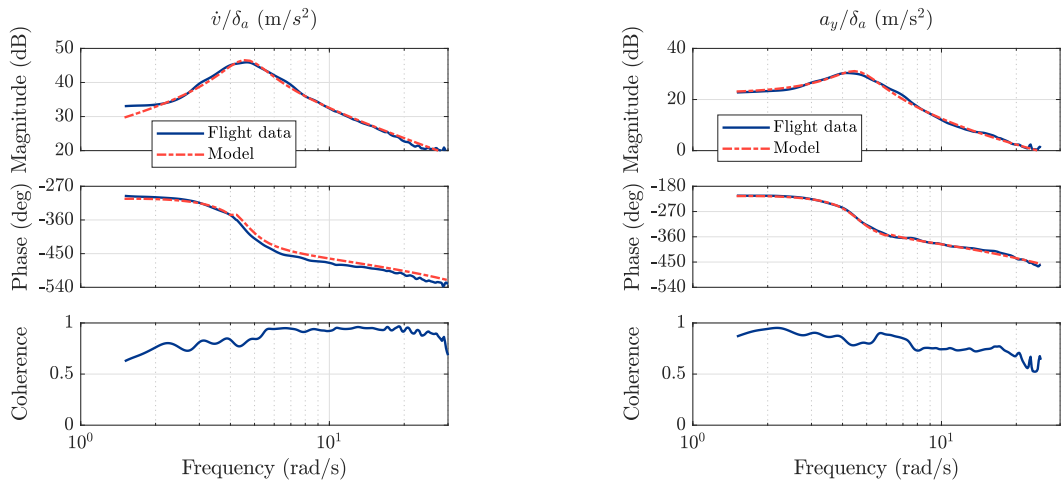 v̇/δₐ (m/s²)
50
40
30
20
Magnitude (dB)
Flight data
Model
-270
-360
-450
-540
Phase (deg)
1
0.5
0
Coherence
10⁰
10¹
Frequency (rad/s)
a_y/δₐ (m/s²)
40
20
0
Magnitude (dB)
Flight data
Model
-180
-270
-360
-450
-540
Phase (deg)
1
0.5
0
Coherence
10⁰
10¹
Frequency (rad/s)